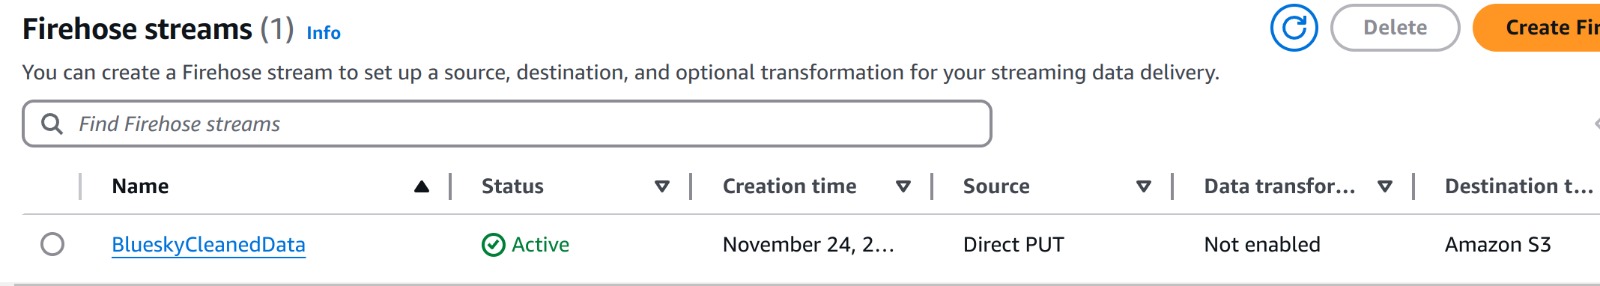 Firehose streams (1) Info Delete Create Fir
You can create a Firehose stream to set up a source, destination, and optional transformation for your streaming data delivery.
Find Firehose streams
Name Status Creation time Source Data transfor... Destination t...
BlueskyCleanedData Active November 24, 2... Direct PUT Not enabled Amazon S3